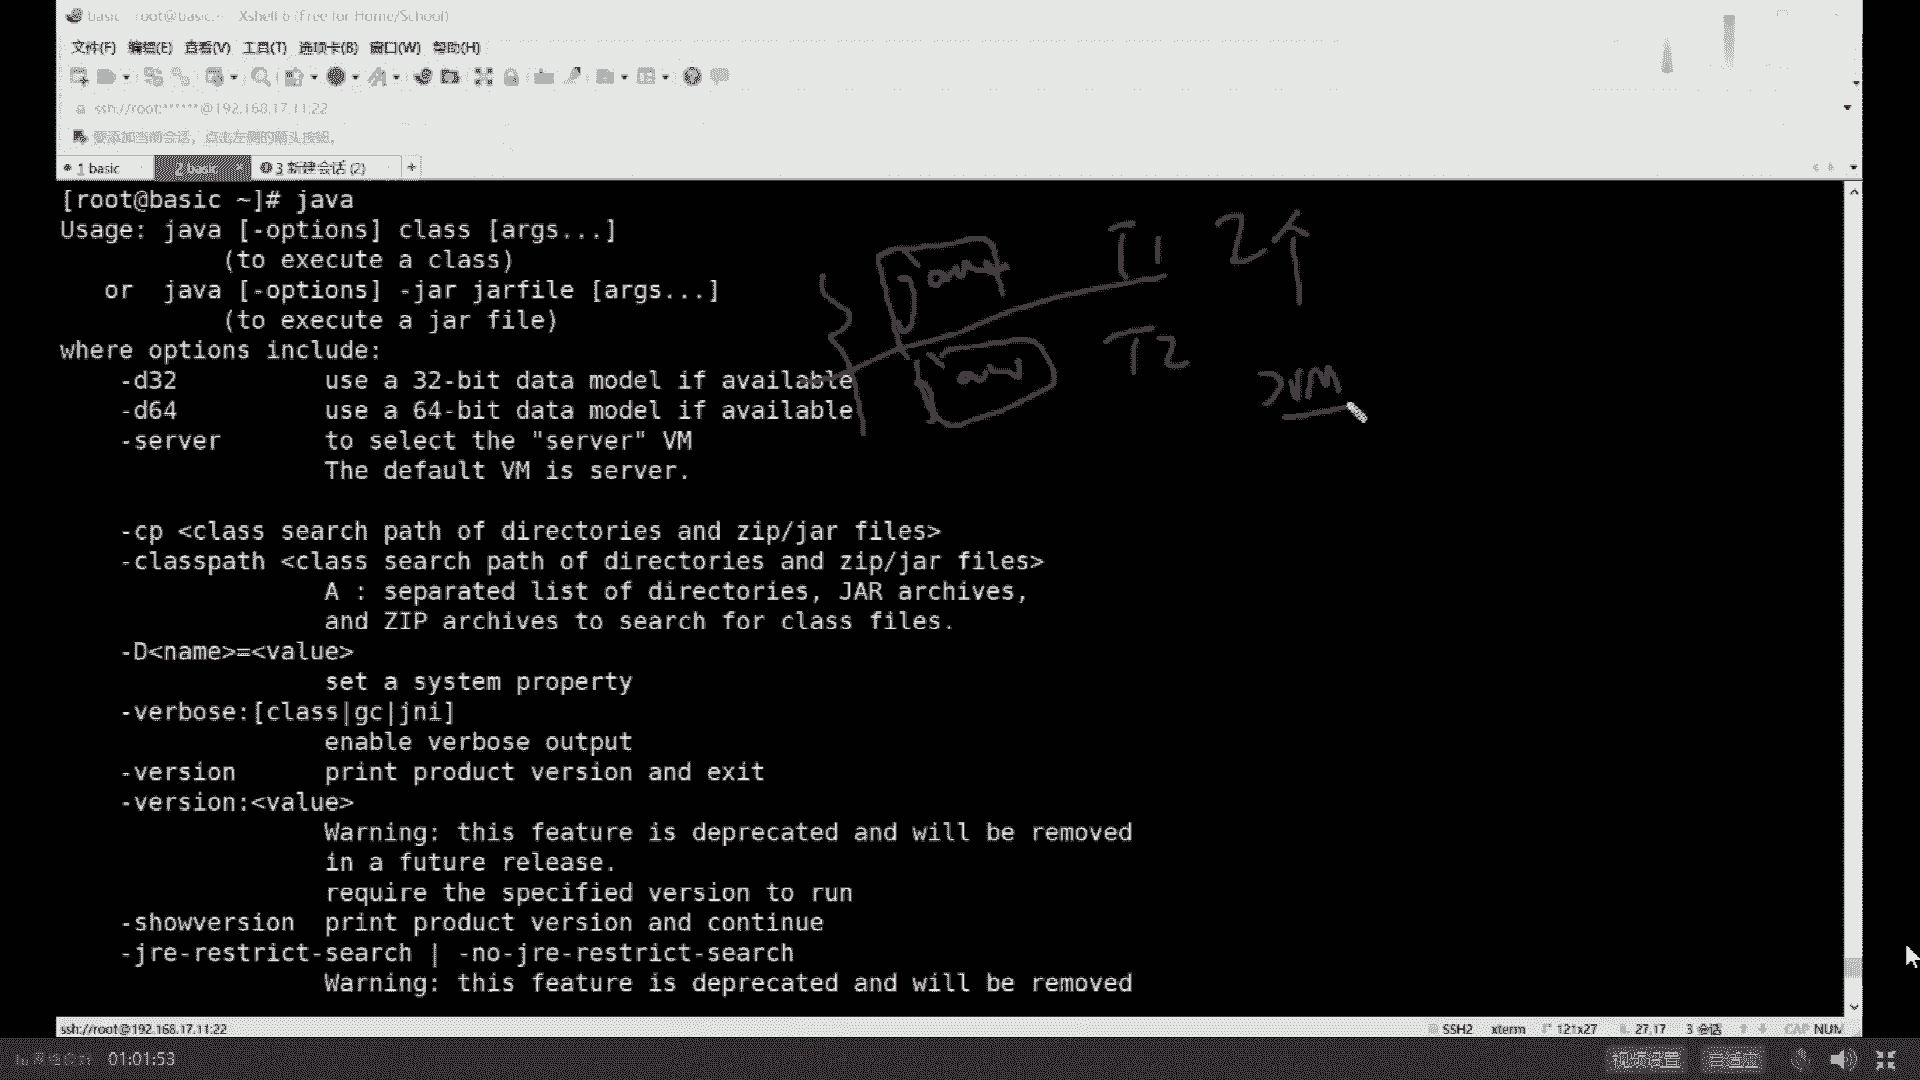 basic - root@basic:~ - Xshell 6 (Free for Home/School)
文件(F) 编辑(E) 查看(V) 工具(T) 选项卡(B) 窗口(W) 帮助(H)
ssh://root:******@192.168.17.11:22
要添加当前会话，点击左侧的箭头按钮。
1 basic 2 basic × 3 新建会话 (2) +
[root@basic ~]# java
Usage: java [-options] class [args...]
(to execute a class)
or java [-options] -jar jarfile [args...]
(to execute a jar file)
where options include:
-d32 use a 32-bit data model if available
-d64 use a 64-bit data model if available
-server to select the "server" VM
The default VM is server.
-cp <class search path of directories and zip/jar files>
-classpath <class search path of directories and zip/jar files>
A : separated list of directories, JAR archives,
and ZIP archives to search for class files.
-D<name>=<value>
set a system property
-verbose:[class|gc|jni]
enable verbose output
-version print product version and exit
-version:<value>
Warning: this feature is deprecated and will be removed
in a future release.
require the specified version to run
-showversion print product version and continue
-jre-restrict-search | -no-jre-restrict-search
Warning: this feature is deprecated and will be removed
T1 2个
T2
JVM
ssh://root@192.168.17.11:22 SSH2 xterm 121x27 27,17 3 会话 CAP NUM
01:01:53 视频设置